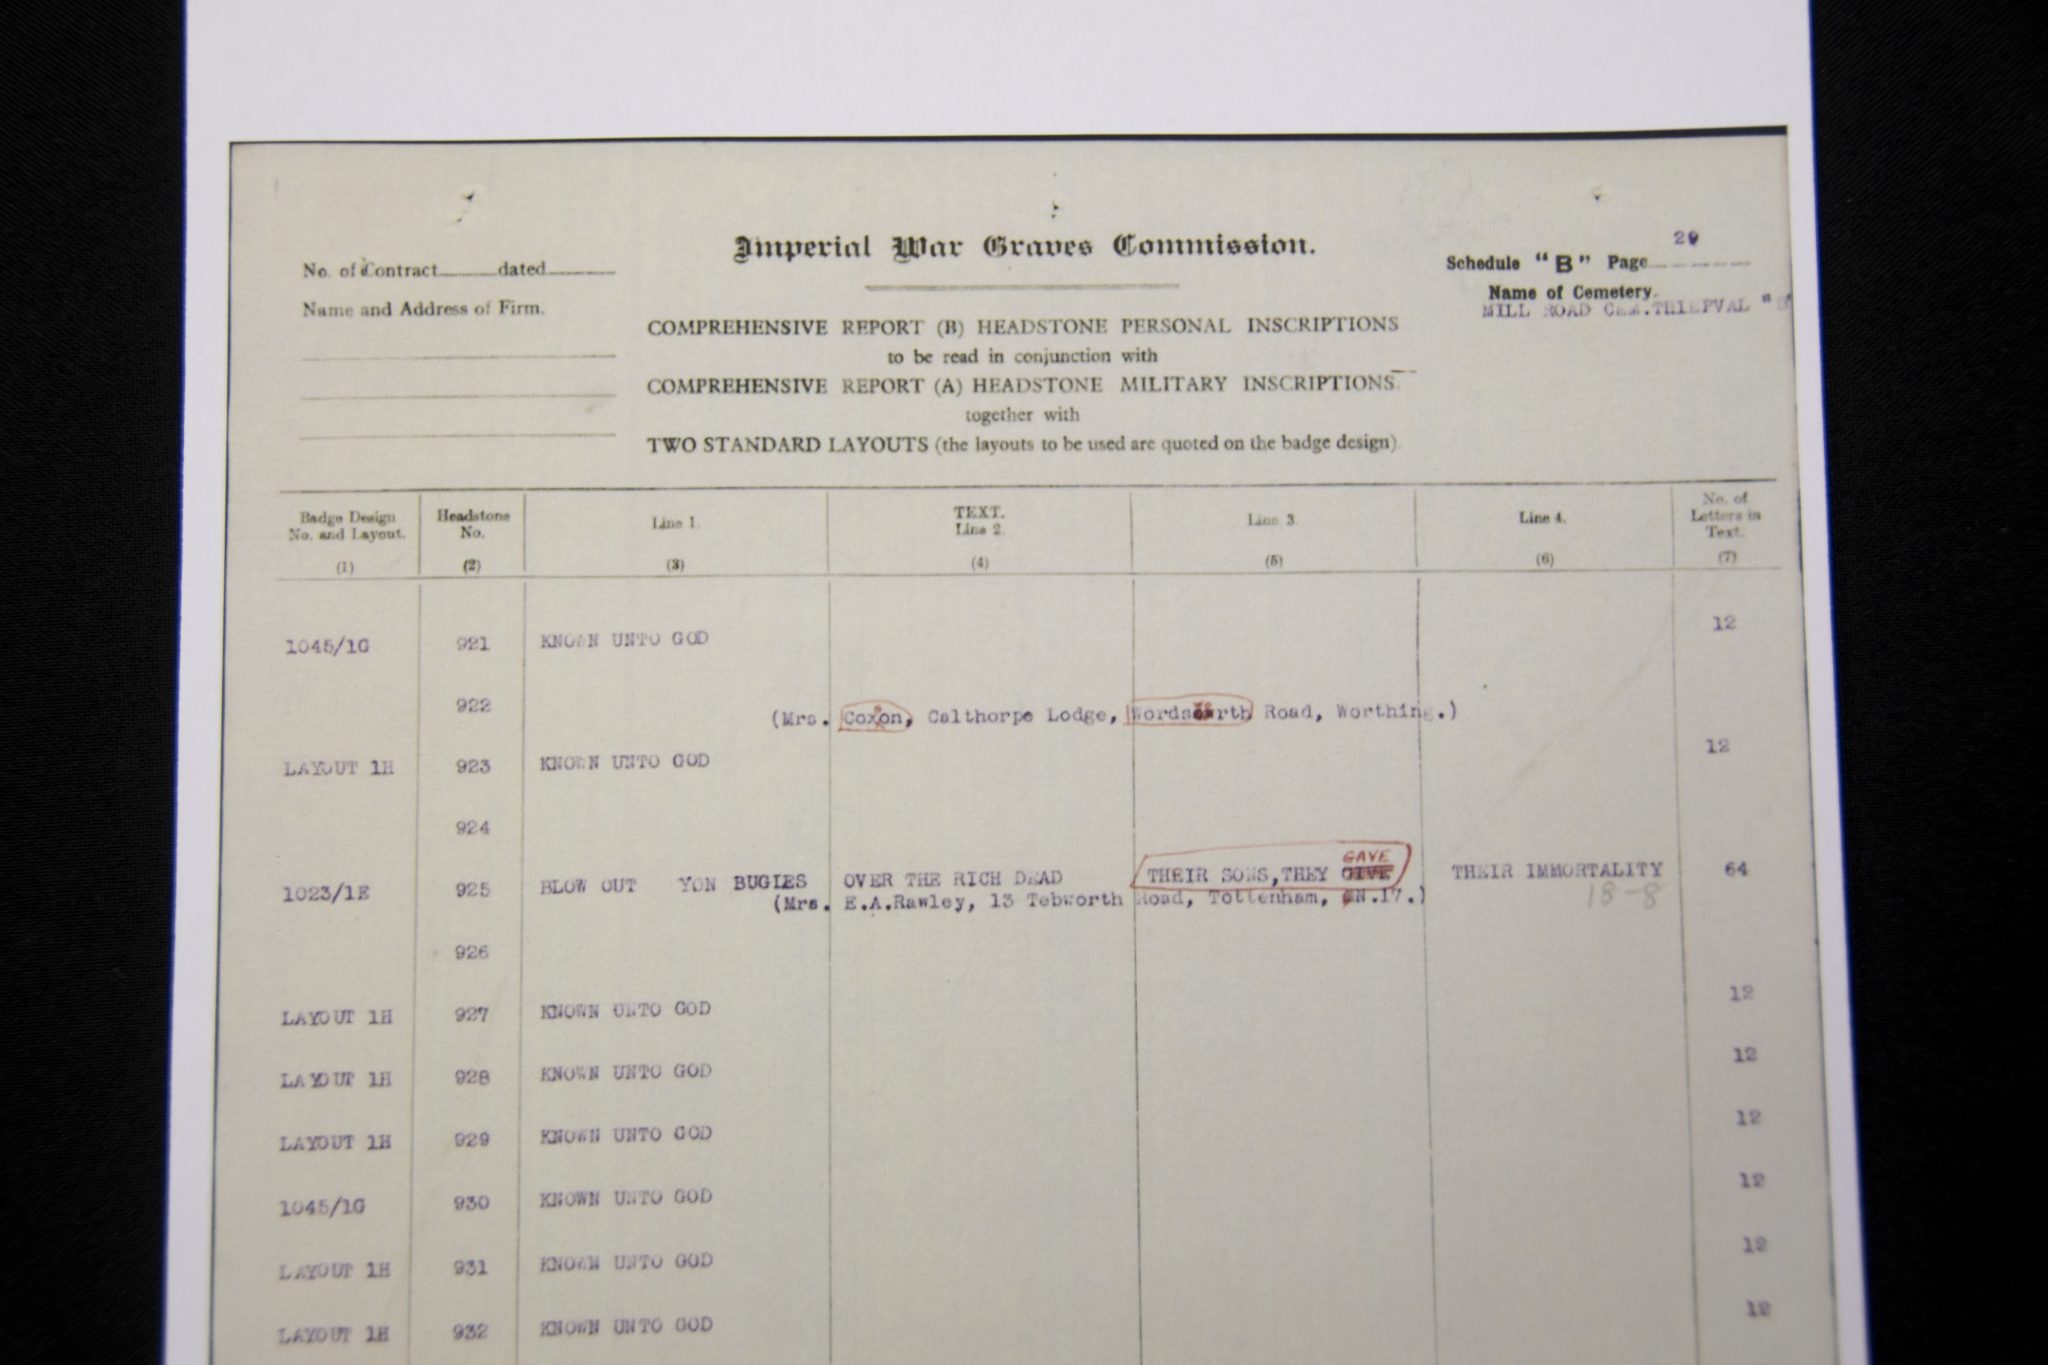 Imperial War Graves Commission.
No. of Contract dated
Name and Address of Firm.
Schedule "B" Page 20
Name of Cemetery.
MILL ROAD CEM. THIEPVAL
COMPREHENSIVE REPORT (B) HEADSTONE PERSONAL INSCRIPTIONS
to be read in conjunction with
COMPREHENSIVE REPORT (A) HEADSTONE MILITARY INSCRIPTIONS.
together with
TWO STANDARD LAYOUTS (the layouts to be used are quoted on the badge design).
Badge Design No. and Layout. (1) Headstone No. (2) Line 1. (3) TEXT. Line 2. (4) Line 3. (5) Line 4. (6) No. of Letters in Text. (7)
1045/1G 921 KNOWN UNTO GOD 12
922
(Mrs. Coxon, Calthorpe Lodge, Road, Worthing.)
LAYOUT 1H 923 KNOWN UNTO GOD 12
924
GAVE
1023/1E 925 BLOW OUT YON BUGLES OVER THE RICH DEAD THEIR SONS, THEY GIVE THEIR IMMORTALITY 64
(Mrs. E.A.Rawley, 13 Tebworth Road, Tottenham, N.17.)
18-8
926
LAYOUT 1H 927 KNOWN UNTO GOD 12
LAYOUT 1H 928 KNOWN UNTO GOD 12
LAYOUT 1H 929 KNOWN UNTO GOD 12
1045/1G 930 KNOWN UNTO GOD 12
LAYOUT 1H 931 KNOWN UNTO GOD 12
LAYOUT 1H 932 KNOWN UNTO GOD 12